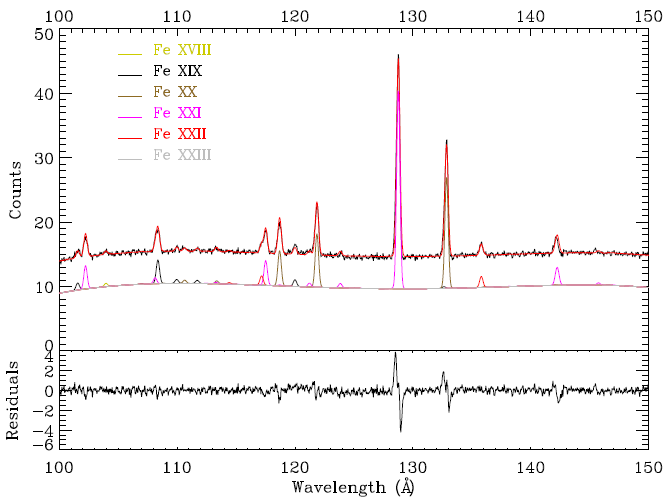 100 110 120 130 140 150
50
Fe XVIII
Fe XIX
40
Fe XX
Fe XXI
Fe XXII
30
Fe XXIII
Counts
20
10
0
4
2
0
Residuals
−2
−4
−6
100 110 120 130 140 150
Wavelength (Å)